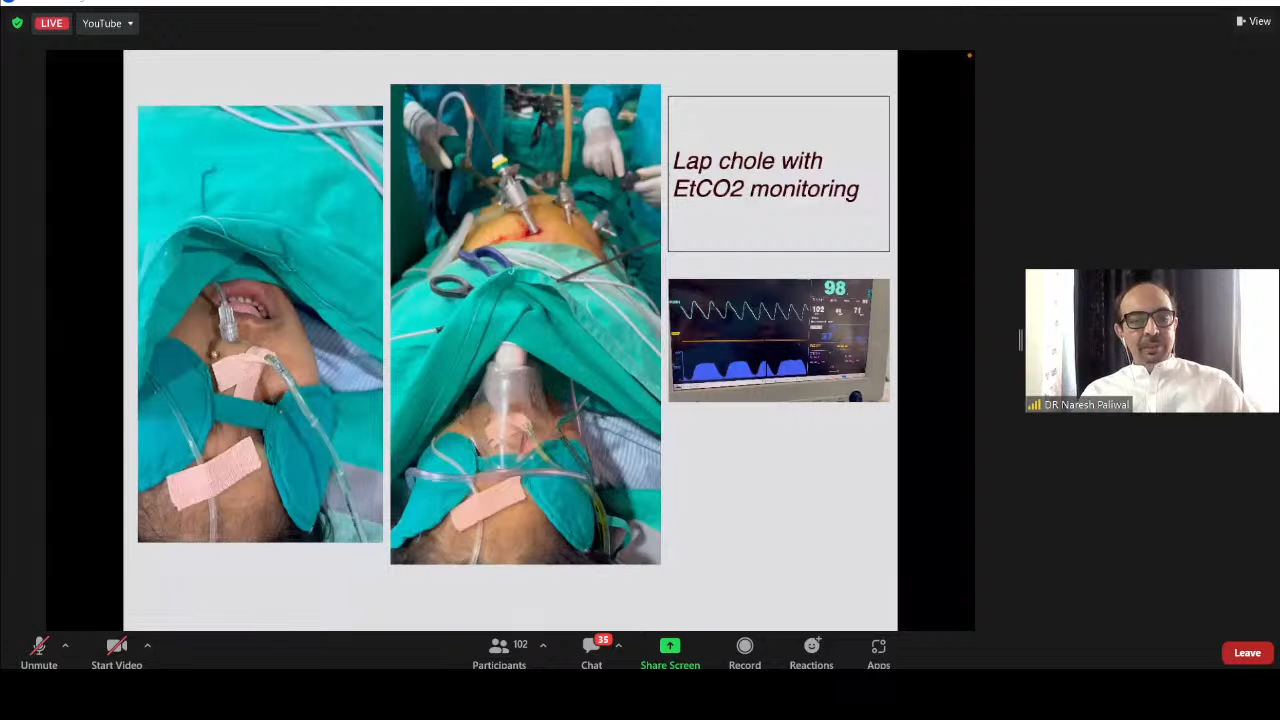 LIVE
YouTube
View
Lap chole with
EtCO2 monitoring
98
102
DR Naresh Paliwal
Unmute
Start Video
102
Participants
35
Chat
Share Screen
Record
Reactions
Apps
Leave